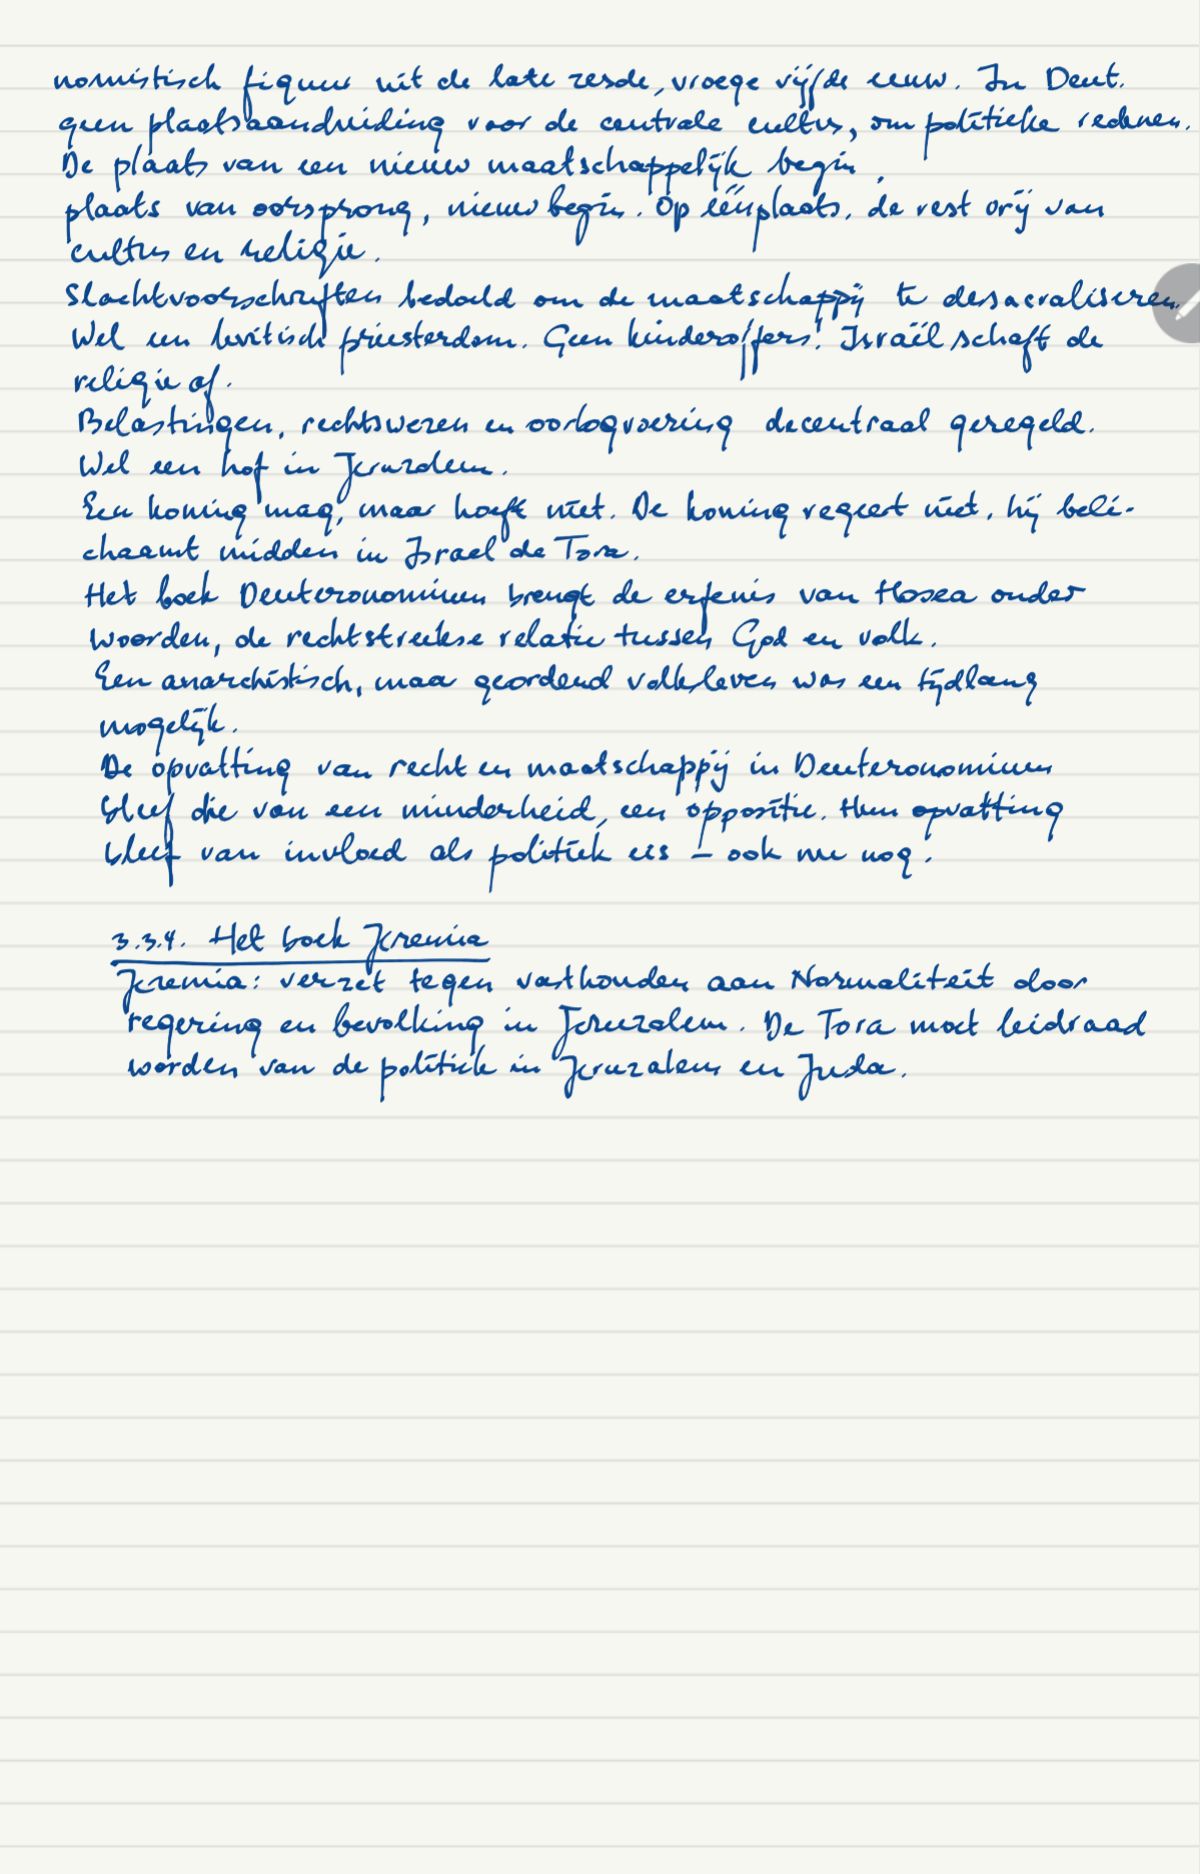 nomistisch figuur uit de late zesde, vroege vijfde eeuw. In Deut.
geen plaatsaanduiding voor de centrale cultus, om politieke redenen.
De plaats van een nieuw maatschappelijk begin,
plaats van oorsprong, nieuw begin. Op één plaats, de rest vrij van
cultus en religie.
Slachtvoorschriften bedoeld om de maatschappij te desacraliseren.
Wel een levitisch priesterdom. Geen kinderoffers! Israël schaft de
religie af.
Belastingen, rechtswezen en oorlogvoering decentraal geregeld.
Wel een hof in Jeruzalem.
Een koning mag, maar hoeft niet. De koning regeert niet, hij beli-
chaamt midden in Israel de Tora.
Het boek Deuteronomium brengt de erfenis van Hosea onder
woorden, de rechtstreekse relatie tussen God en volk.
Een anarchistisch, maar geordend volksleven was een tijdlang
mogelijk.
De opvatting van recht en maatschappij in Deuteronomium
bleef die van een minderheid, een oppositie. Hun opvatting
bleef van invloed als politiek eis – ook nu nog.
3.3.4. Het boek Jeremia
Jeremia: verzet tegen vasthouden aan Normaliteit door
regering en bevolking in Jeruzalem. De Tora moet leidraad
worden van de politiek in Jeruzalem en Juda.